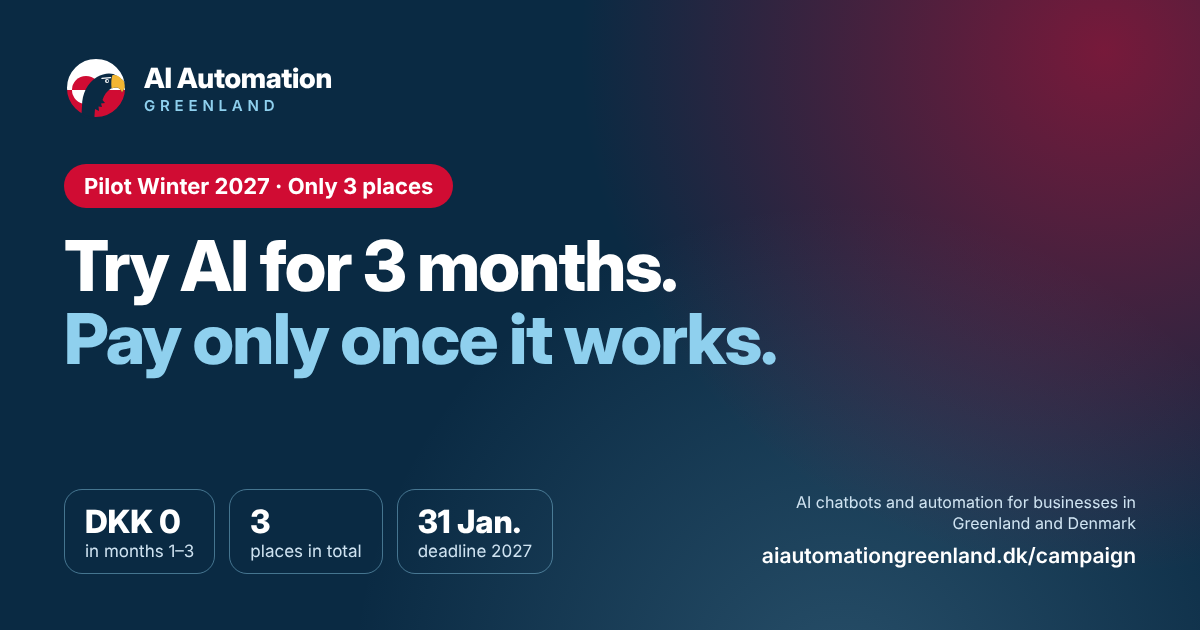 AI Automation
GREENLAND
Pilot Winter 2027 · Only 3 places
Try AI for 3 months.
Pay only once it works.
DKK 0
in months 1–3
3
places in total
31 Jan.
deadline 2027
AI chatbots and automation for businesses in
Greenland and Denmark
aiautomationgreenland.dk/campaign